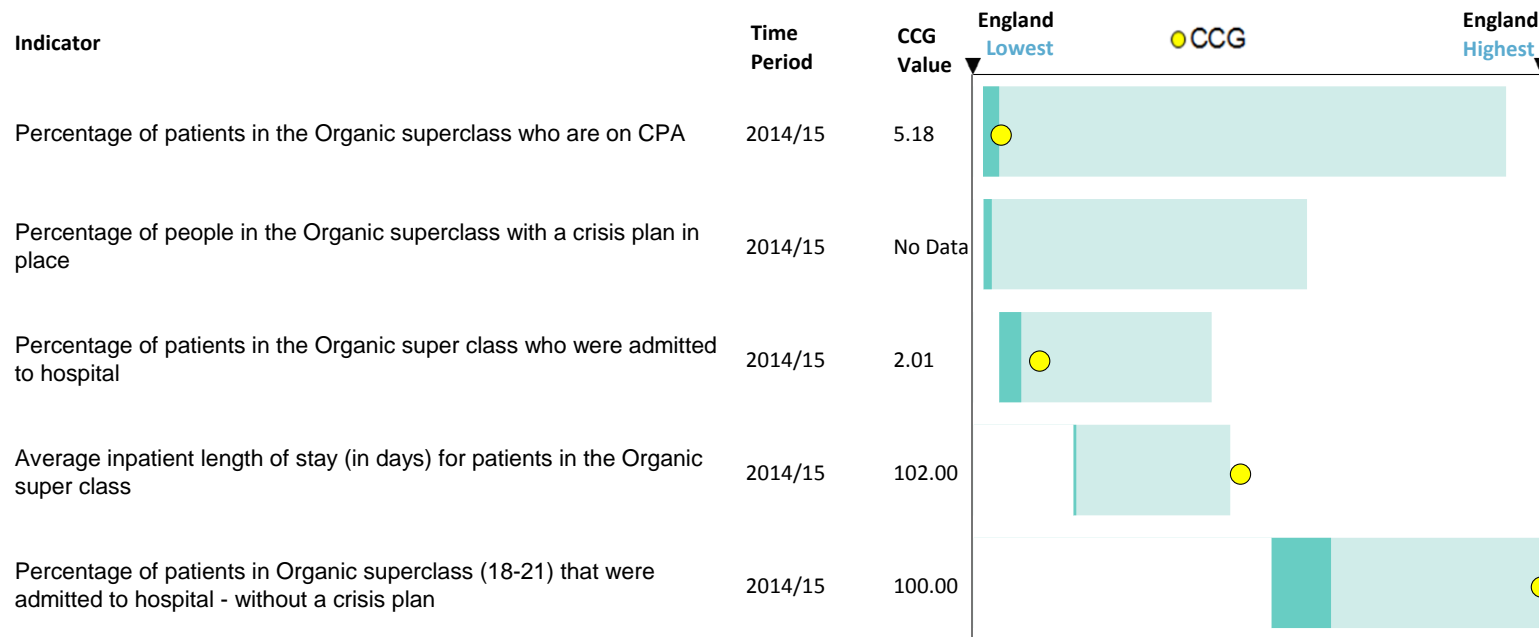 Indicator
Time
Period
CCG
Value
England
Lowest
CCG
England
Highest
Percentage of patients in the Organic superclass who are on CPA
2014/15
5.18
Percentage of people in the Organic superclass with a crisis plan in
place
2014/15
No Data
Percentage of patients in the Organic super class who were admitted
to hospital
2014/15
2.01
Average inpatient length of stay (in days) for patients in the Organic
super class
2014/15
102.00
Percentage of patients in Organic superclass (18-21) that were
admitted to hospital - without a crisis plan
2014/15
100.00